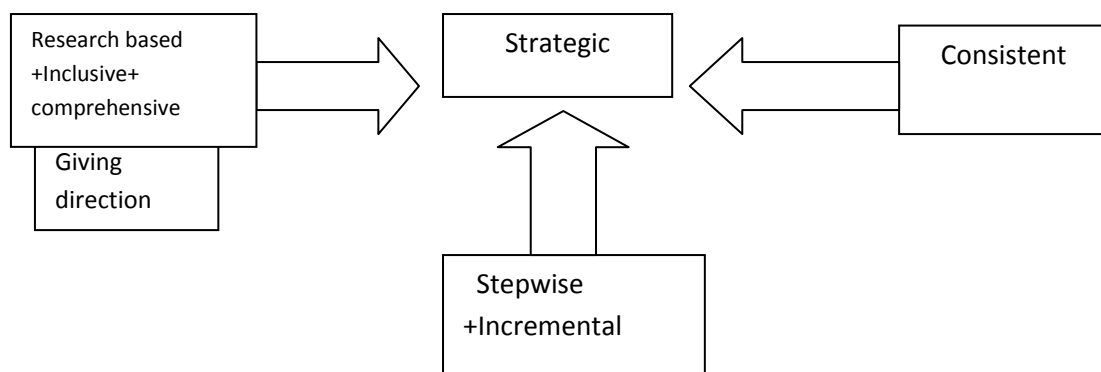 Research based
+Inclusive+
comprehensive
Giving
direction
Strategic
Consistent
Stepwise
+Incremental